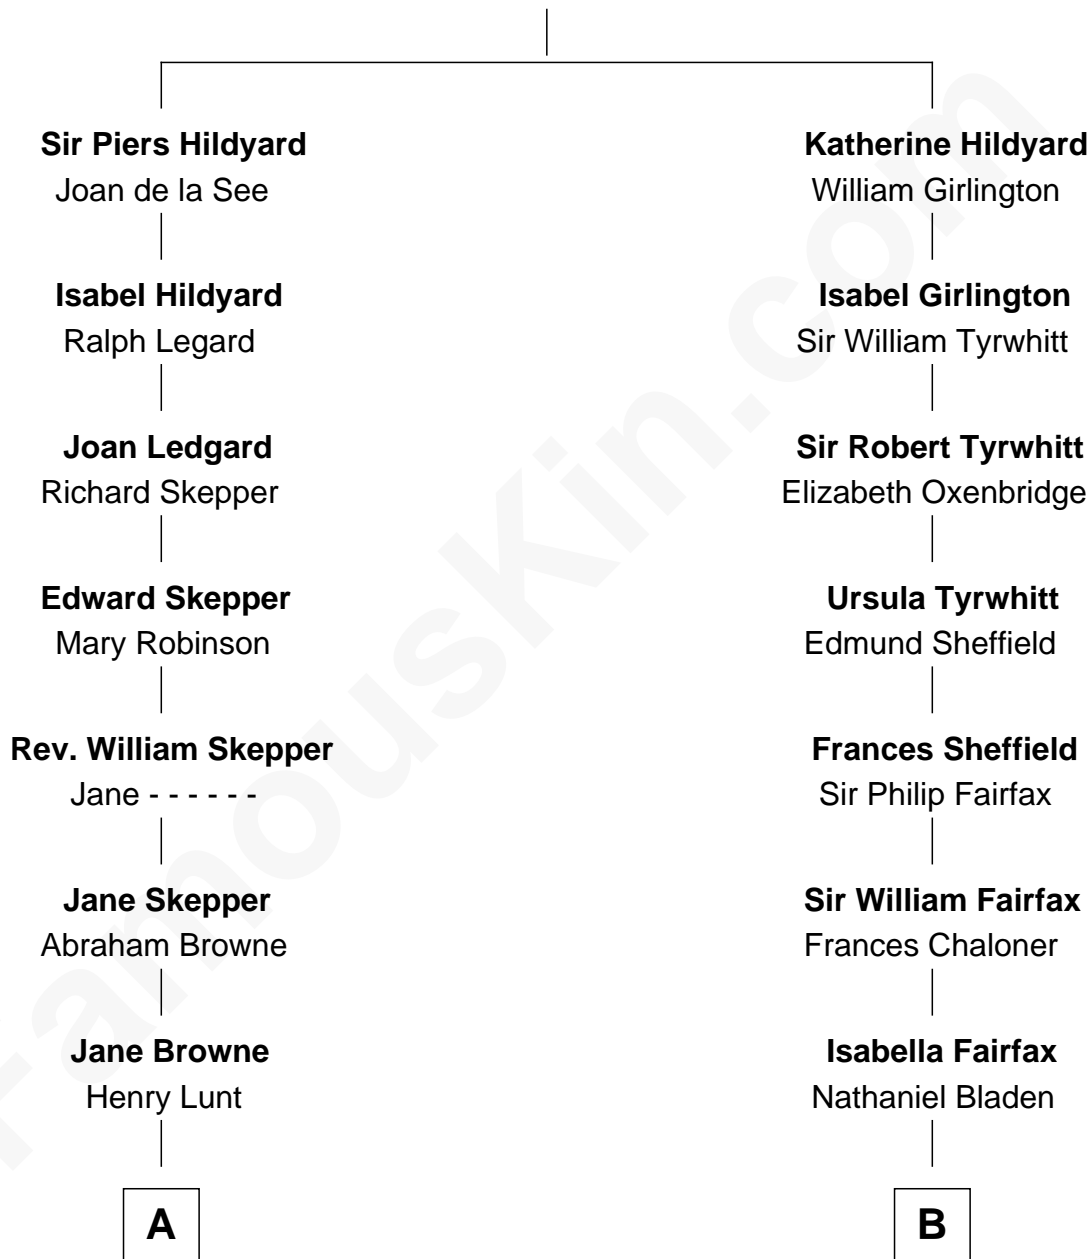 Sir Piers Hildyard
Joan de la See
Isabel Hildyard
Ralph Legard
Joan Ledgard
Richard Skepper
Edward Skepper
Mary Robinson
Rev. William Skepper
Jane - - - - - -
Jane Skepper
Abraham Browne
Jane Browne
Henry Lunt
A
Katherine Hildyard
William Girlington
Isabel Girlington
Sir William Tyrwhitt
Sir Robert Tyrwhitt
Elizabeth Oxenbridge
Ursula Tyrwhitt
Edmund Sheffield
Frances Sheffield
Sir Philip Fairfax
Sir William Fairfax
Frances Chaloner
Isabella Fairfax
Nathaniel Bladen
B
FamousKin.com